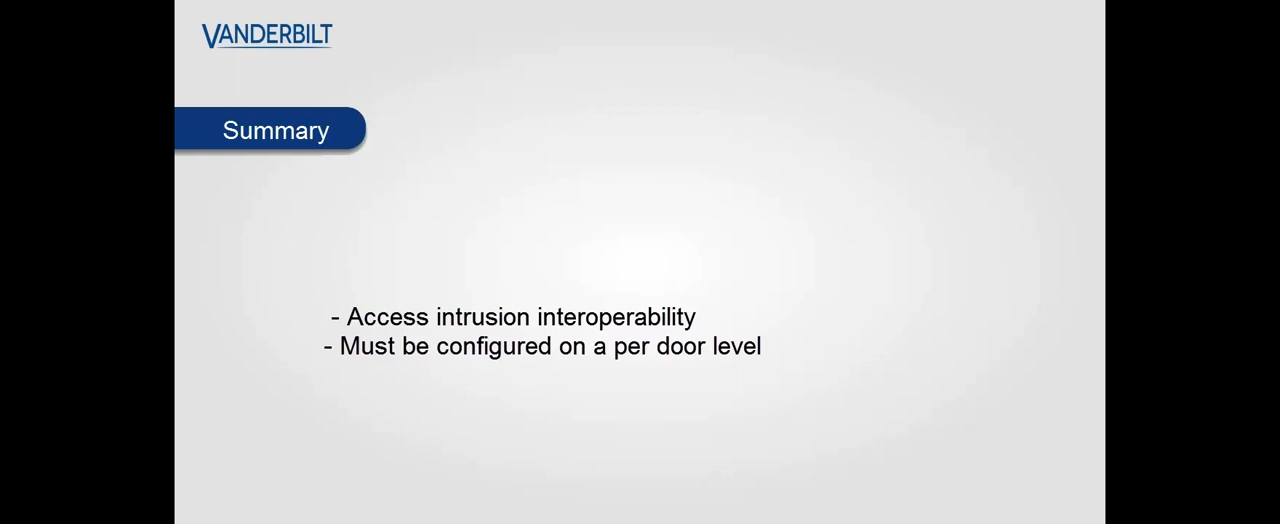 VANDERBILT
Summary
- Access intrusion interoperability
- Must be configured on a per door level